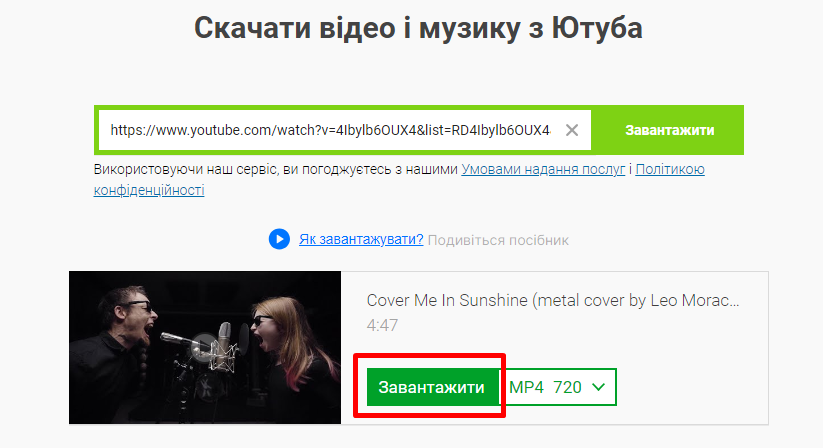 Скачати відео і музику з Ютуба
https://www.youtube.com/watch?v=4Ibylb6OUX4&list=RD4Ibylb6OUX4 Завантажити
Використовуючи наш сервіс, ви погоджуєтесь з нашими Умовами надання послуг і Політикою
конфіденційності
Як завантажувати? Подивіться посібник
Cover Me In Sunshine (metal cover by Leo Morac...
4:47
Завантажити MP4 720